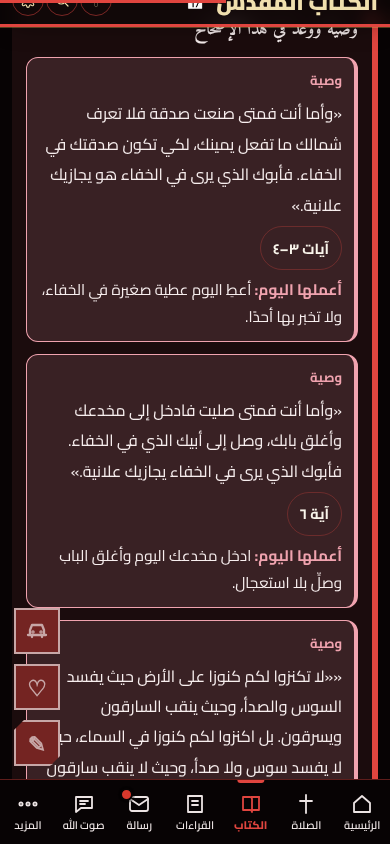 الكتاب المقدس
وصية ووعد في هذا الإصحاح
وصية
«وأما أنت فمتى صنعت صدقة فلا تعرف
شمالك ما تفعل يمينك، لكي تكون صدقتك في
الخفاء. فأبوك الذي يرى في الخفاء هو يجازيك
علانية.»
آيات ٣–٤
أعملها اليوم: أعطِ اليوم عطية صغيرة في الخفاء،
ولا تخبر بها أحدًا.
وصية
«وأما أنت فمتى صليت فادخل إلى مخدعك
وأغلق بابك، وصل إلى أبيك الذي في الخفاء.
فأبوك الذي يرى في الخفاء يجازيك علانية.»
آية ٦
أعملها اليوم: ادخل مخدعك اليوم وأغلق الباب
وصلِّ بلا استعجال.
وصية
«»لا تكنزوا لكم كنوزا على الأرض حيث يفسد
السوس والصدأ، وحيث ينقب السارقون
ويسرقون. بل اكنزوا لكم كنوزا في السماء،
لا يفسد سوس ولا صدأ، وحيث لا ينقب سارقون
الرئيسية
الصلاة
الكتاب
القراءات
رسالة
صوت الله
المزيد